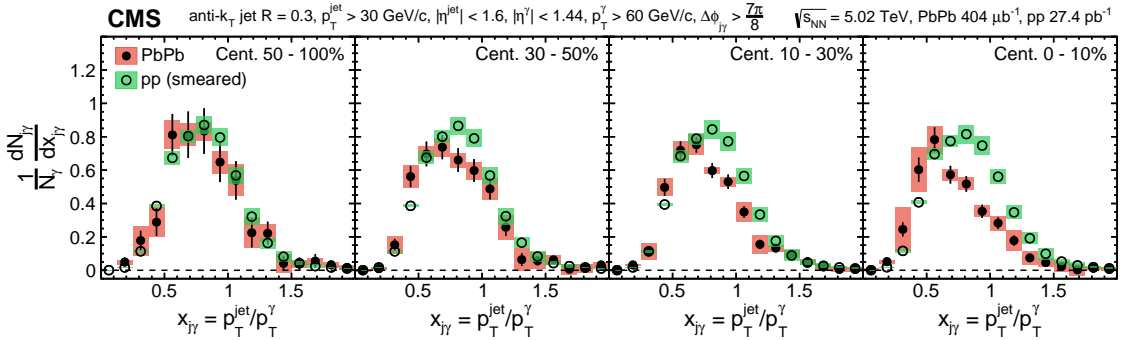 CMS anti-k_T jet R = 0.3, p_T^jet > 30 GeV/c, |η^jet| < 1.6, |η^γ| < 1.44, p_T^γ > 60 GeV/c, Δϕ_jγ > 7π/8 √s_NN = 5.02 TeV, PbPb 404 μb⁻¹, pp 27.4 pb⁻¹
PbPb
pp (smeared)
Cent. 50 - 100%
Cent. 30 - 50%
Cent. 10 - 30%
Cent. 0 - 10%
1/N_γ dN_jγ/dx_jγ
1.2
1
0.8
0.6
0.4
0.2
0
0.5 1 1.5 0.5 1 1.5 0.5 1 1.5 0.5 1 1.5
x_jγ = p_T^jet/p_T^γ x_jγ = p_T^jet/p_T^γ x_jγ = p_T^jet/p_T^γ x_jγ = p_T^jet/p_T^γ